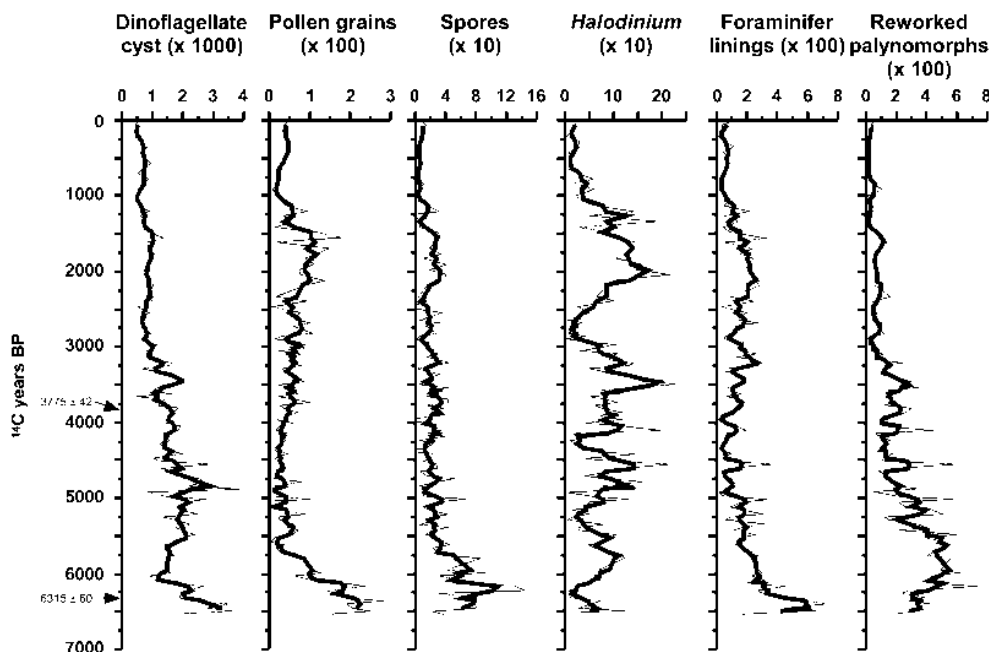 Dinoflagellate cyst (x 1000)
Pollen grains (x 100)
Spores (x 10)
Halodinium (x 10)
Foraminifer linings (x 100)
Reworked palynomorphs (x 100)
0 1 2 3 4
0 1 2 3
0 4 8 12 16
0 10 20
0 2 4 6 8
0 2 4 6 8
0
1000
2000
3000
3775 ± 42
4000
5000
6000
6315 ± 60
7000
14C years BP